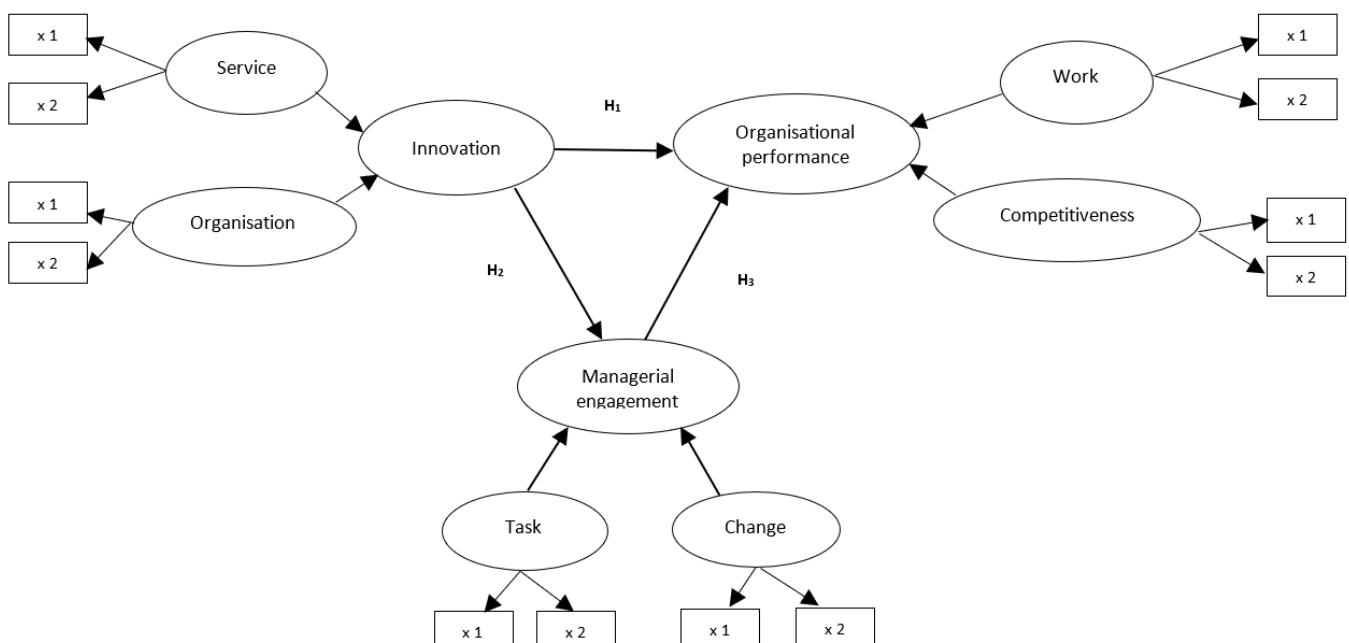 x 1
x 2
Service
Work
x 1
x 2
H₁
Innovation
Organisational
performance
x 1
x 2
Organisation
Competitiveness
x 1
x 2
H₂
H₃
Managerial
engagement
Task
Change
x 1
x 2
x 1
x 2